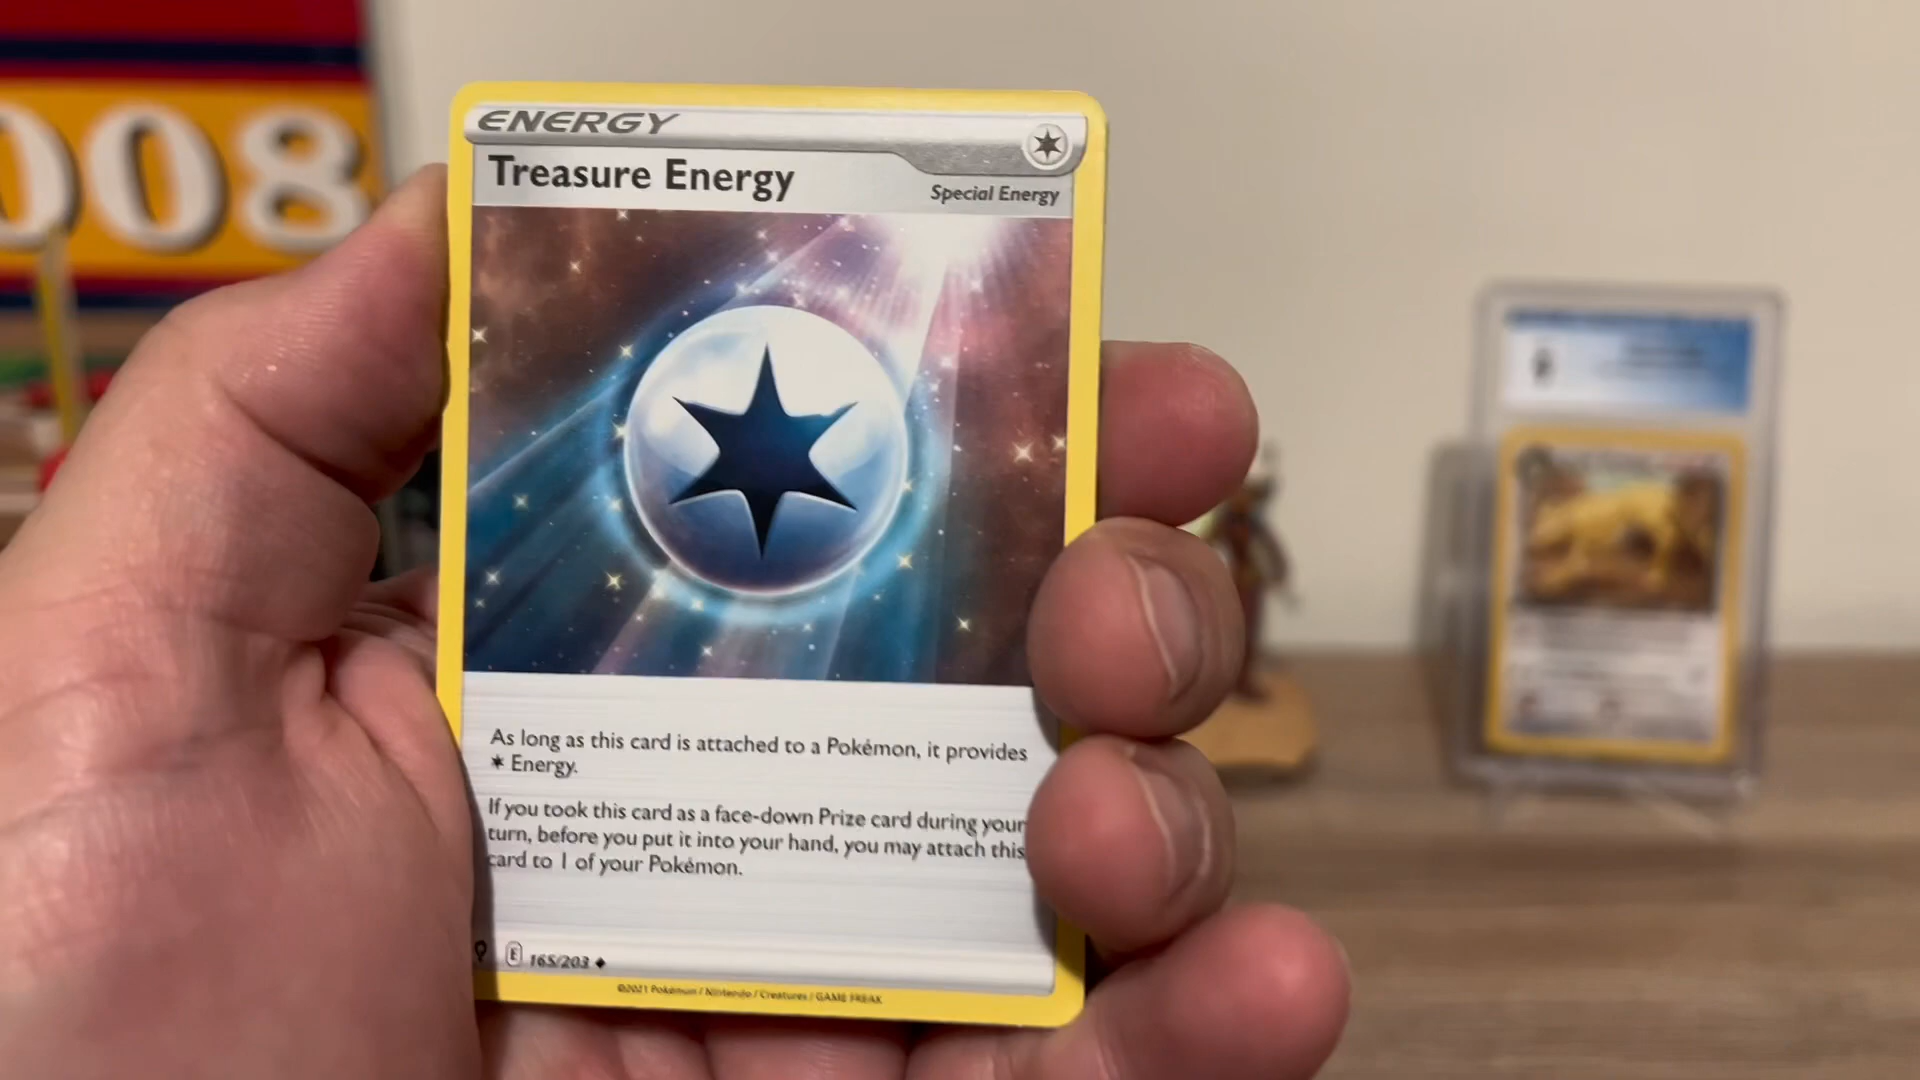 008
ENERGY
Treasure Energy
Special Energy
As long as this card is attached to a Pokémon, it provides
Energy.
If you took this card as a face-down Prize card during your
turn, before you put it into your hand, you may attach this
card to 1 of your Pokémon.
E 165/203
©2021 Pokémon / Nintendo / Creatures / GAME FREAK